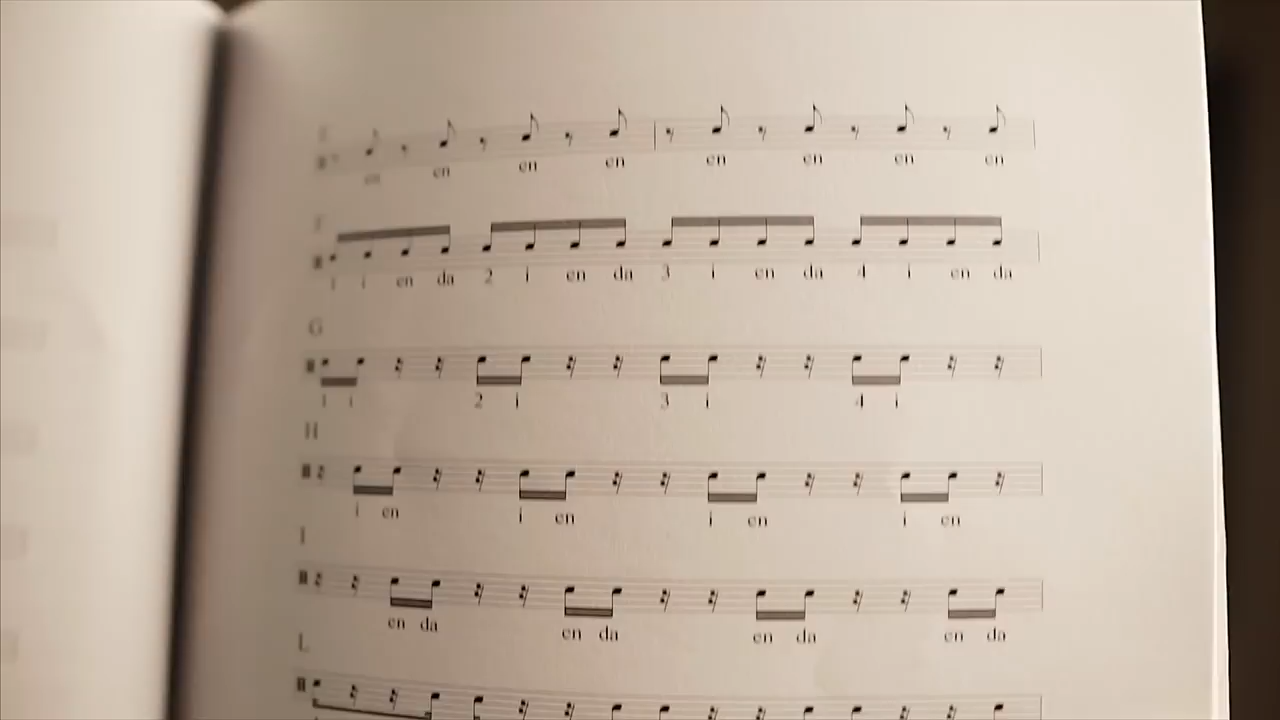 en en en en en en en en
1 i en da 2 i en da 3 i en da 4 i en da
G
1 i 2 i 3 i 4 i
H
i en i en i en i en
I
en da en da en da en da
L